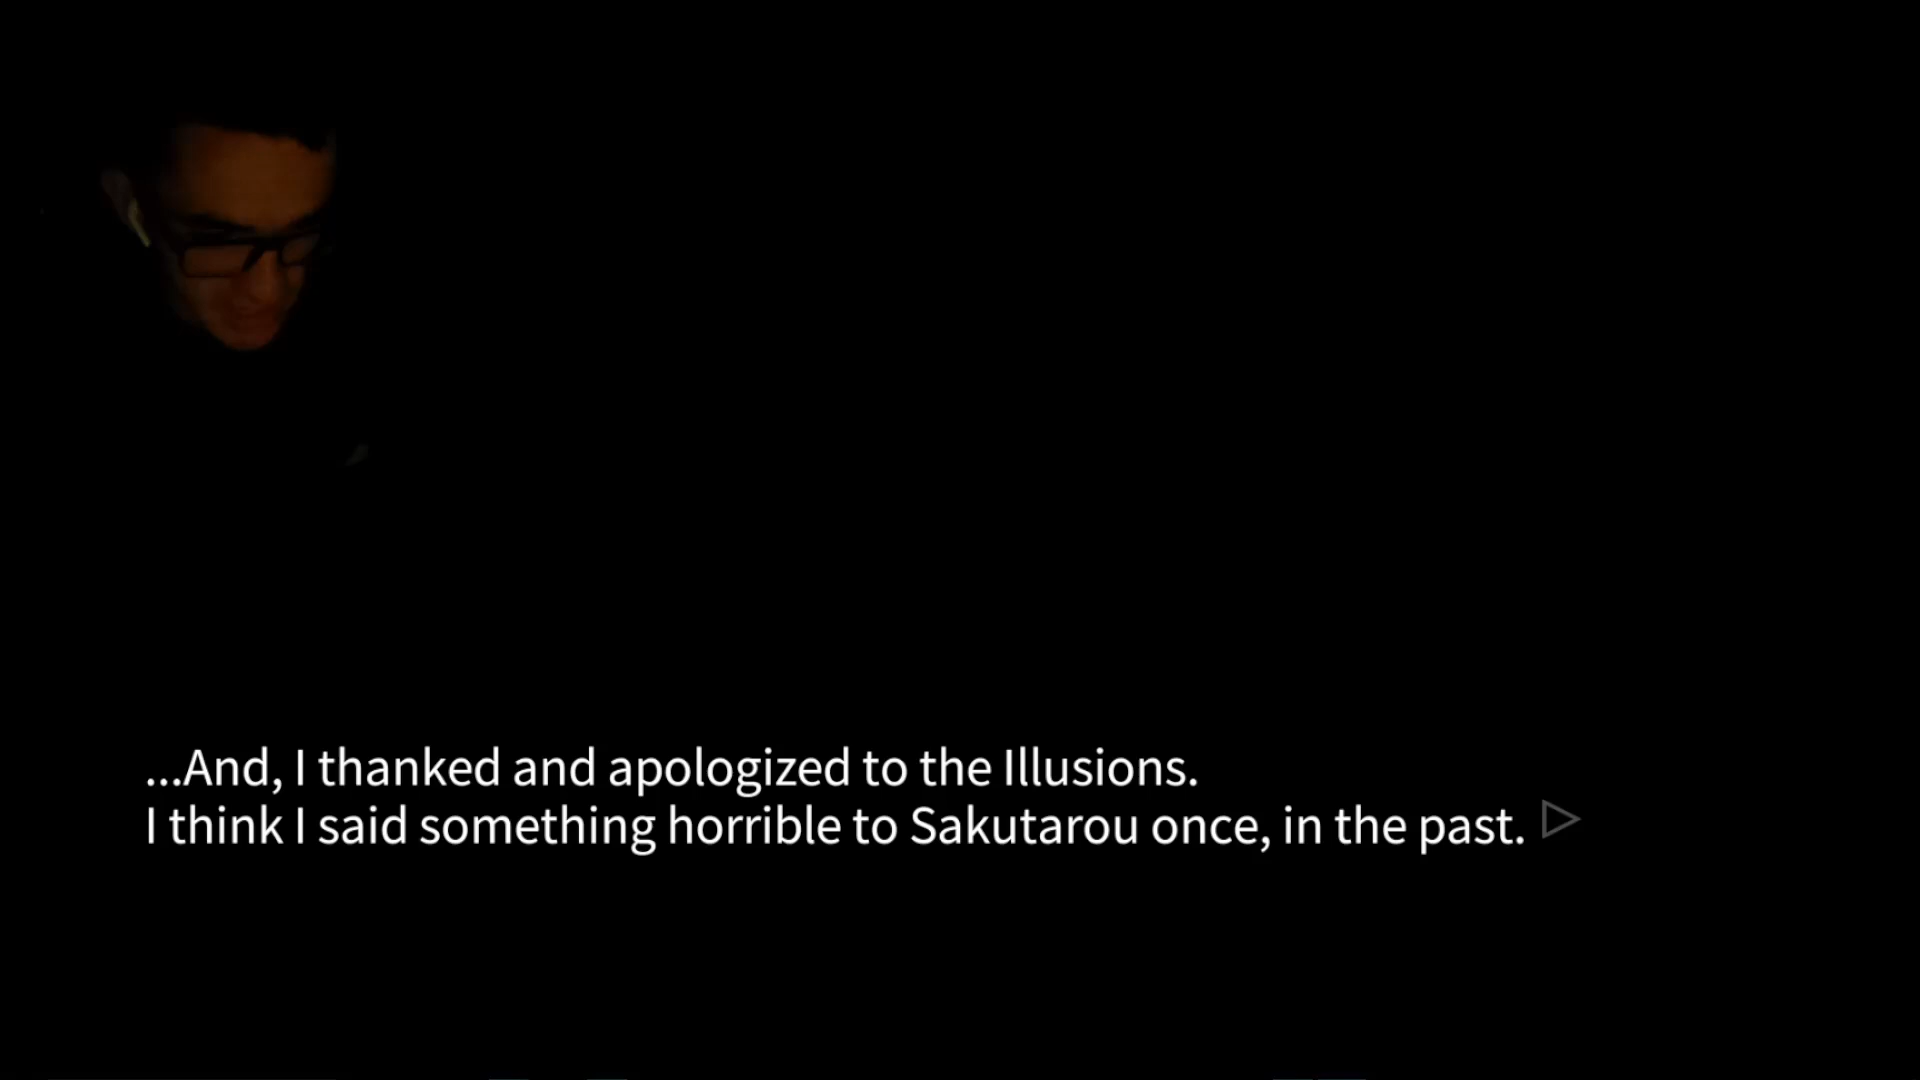 ...And, I thanked and apologized to the Illusions.
I think I said something horrible to Sakutarou once, in the past.